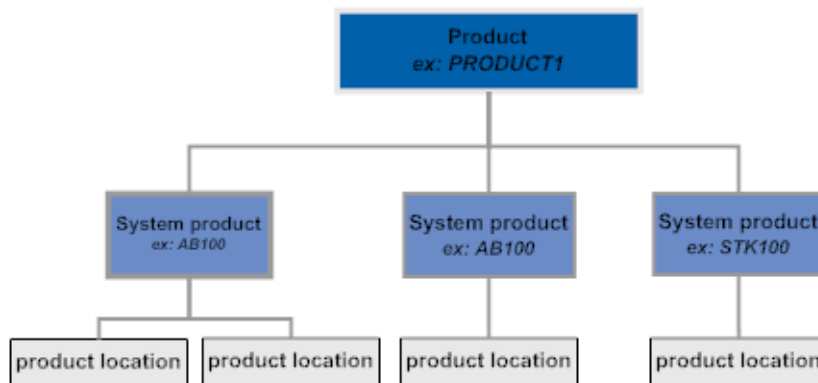 Product
ex: PRODUCT1
System product
ex: AB100
System product
ex: AB100
System product
ex: STK100
product location
product location
product location
product location